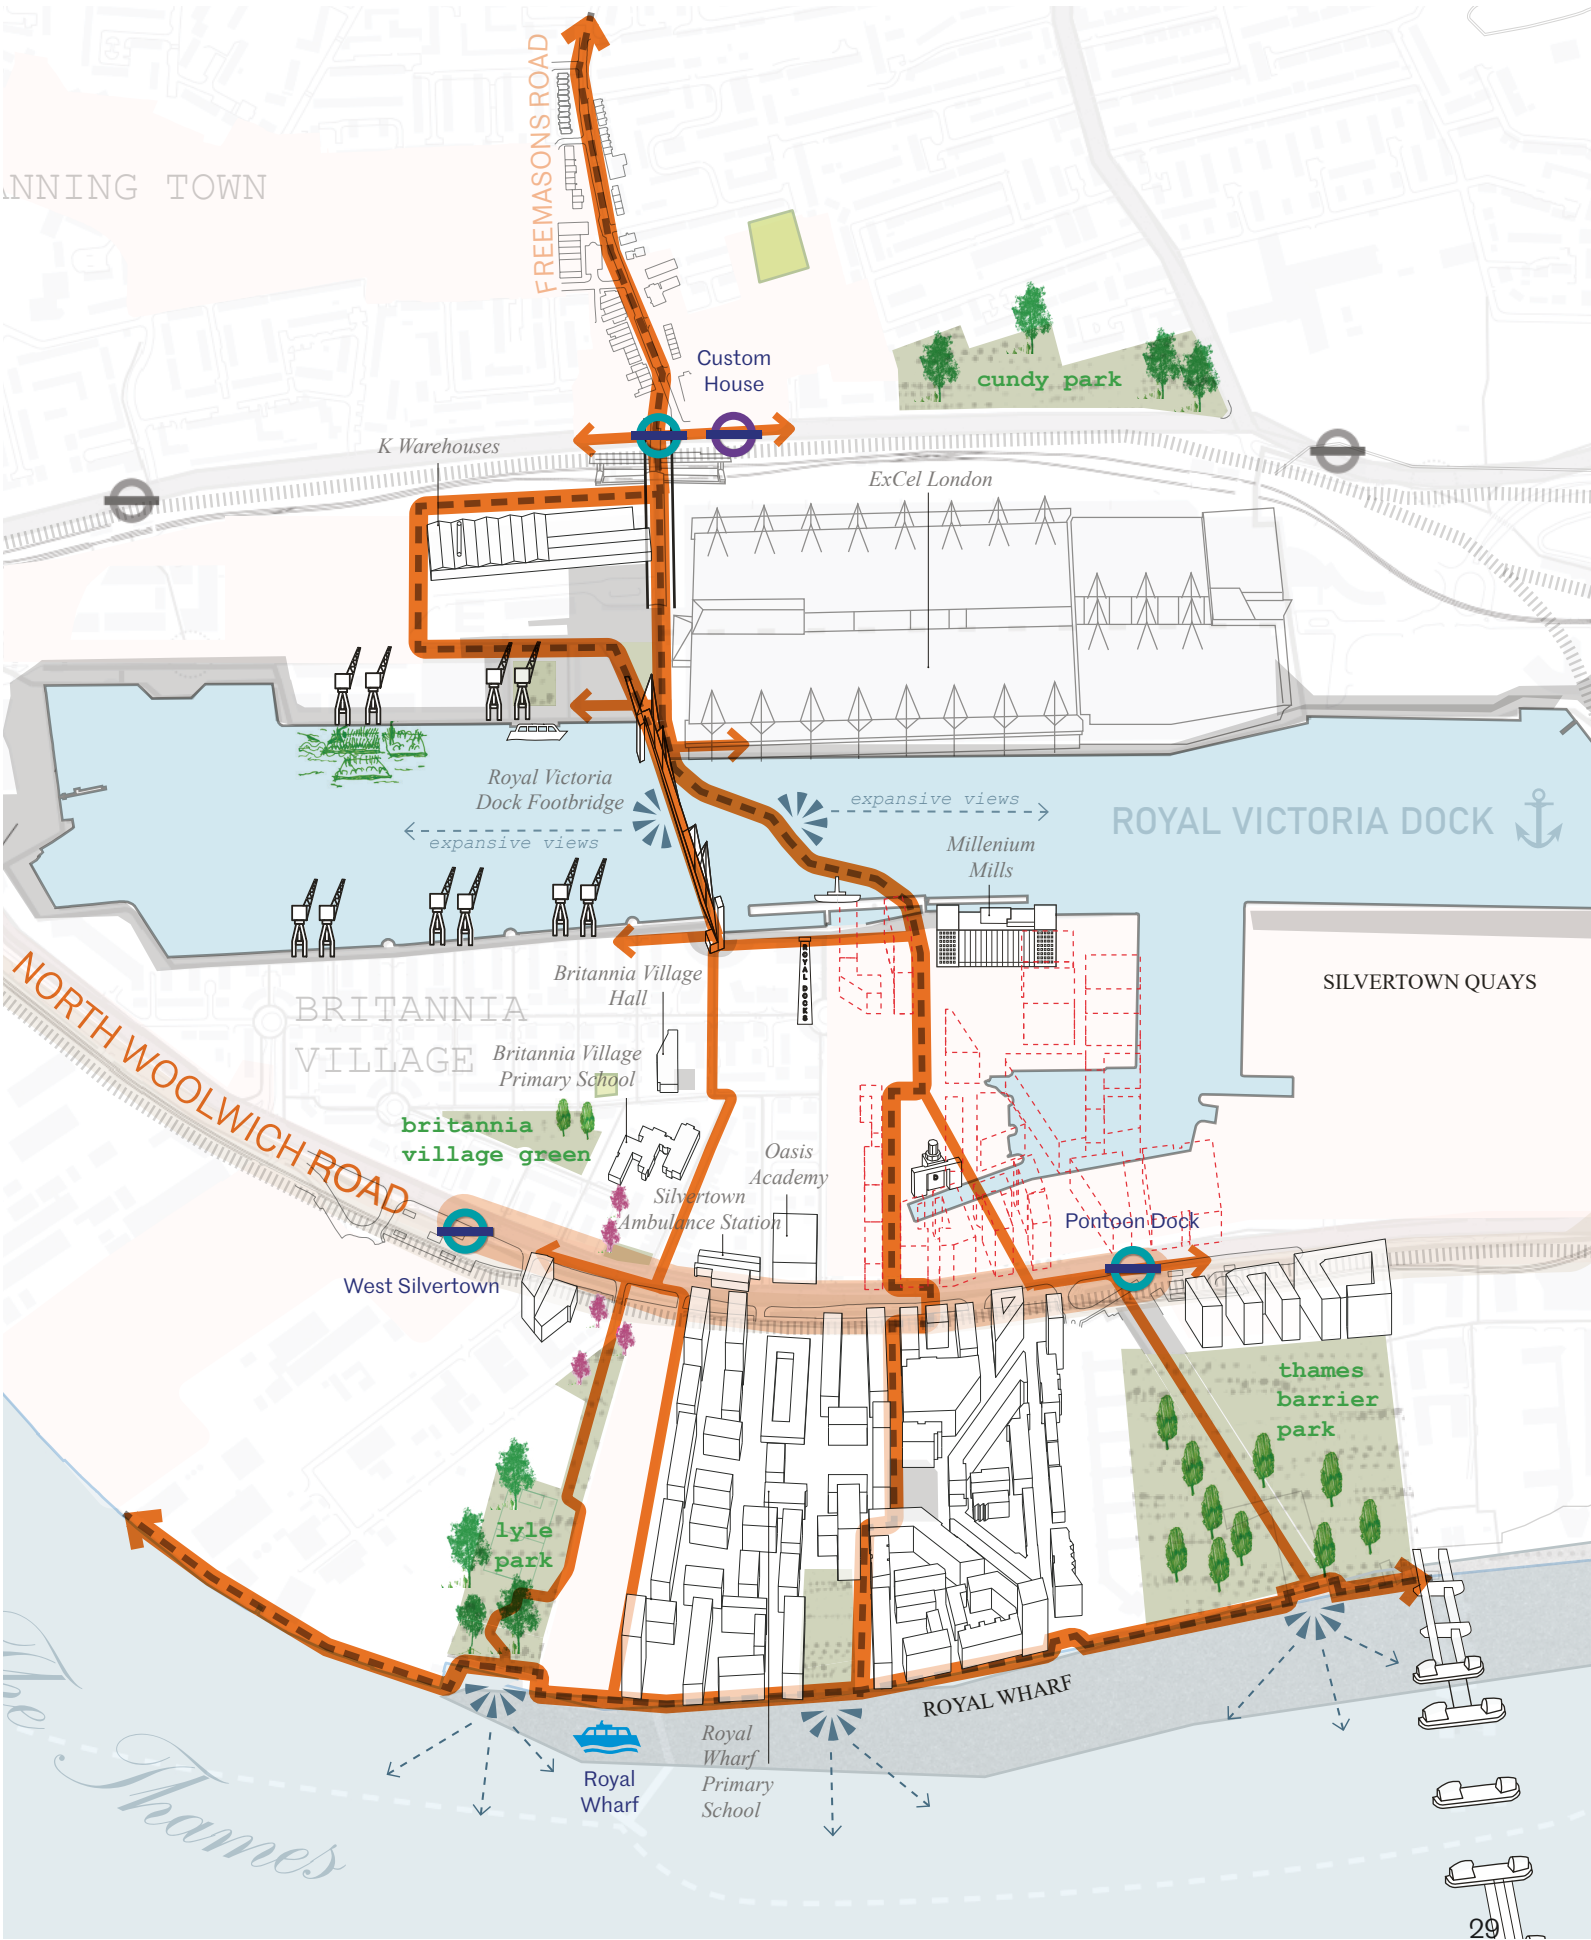 FREEMASONS ROAD
ANNING TOWN
Custom
House
cundy park
K Warehouses
ExCel London
Royal Victoria
Dock Footbridge
expansive views
expansive views
ROYAL VICTORIA DOCK
Millenium
Mills
NORTH WOOLWICH ROAD
Britannia Village
Hall
ROYAL DOCKS
SILVERTOWN QUAYS
BRITANNIA
VILLAGE
Britannia Village
Primary School
britannia
village green
Oasis
Academy
D
Silvertown
Ambulance Station
Pontoon Dock
West Silvertown
thames
barrier
park
lyle
park
ROYAL WHARF
Royal
Wharf
Royal
Wharf
Primary
School
The
Thames
29